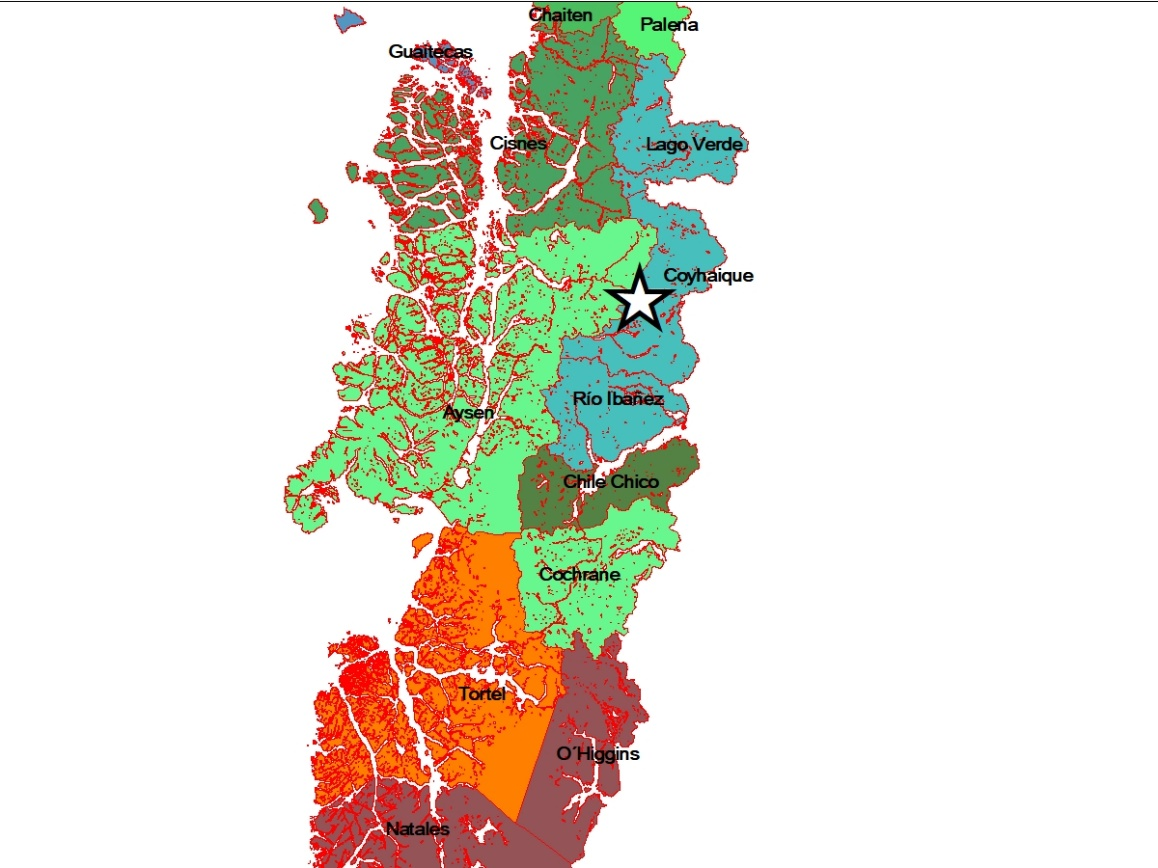 Chaiten
Palena
Guaitecas
Cisnes
Lago Verde
Coyhaique
Río Ibañez
Aysen
Chile Chico
Cochrane
Tortel
O´Higgins
Natales